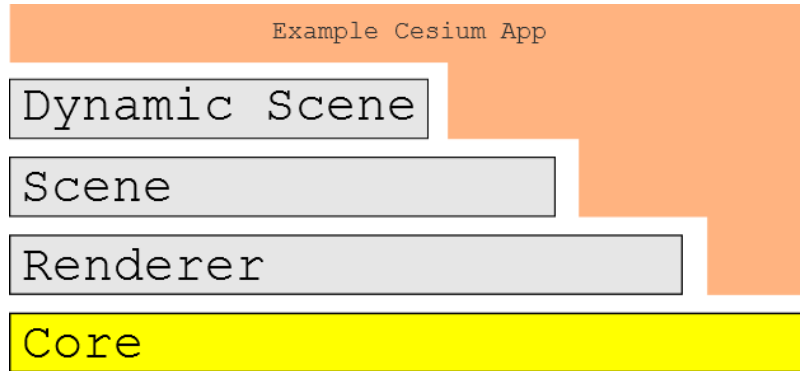 Example Cesium App
Dynamic Scene
Scene
Renderer
Core